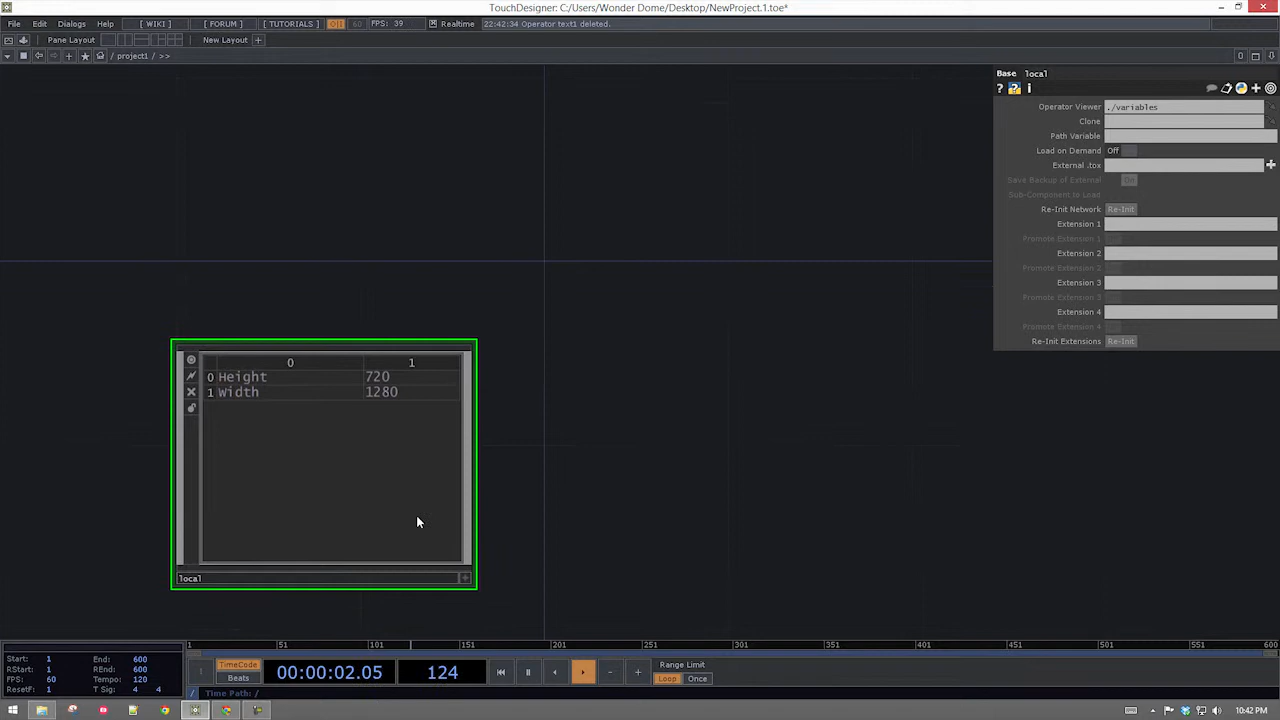 TouchDesigner: C:/Users/Wonder Dome/Desktop/NewProject.1.toe*
File Edit Dialogs Help [ WIKI ] [ FORUM ] [ TUTORIALS ] O|I 60 FPS: 39 Realtime 22:42:34 Operator text1 deleted.
Pane Layout New Layout +
/ project1 / >> 0
Base local
? ? i
Operator Viewer ./variables
Clone
Path Variable
Load on Demand Off
External .tox
Save Backup of External On
Sub-Component to Load
Re-Init Network Re-Init
Extension 1
Promote Extension 1
Extension 2
Promote Extension 2
Extension 3
Promote Extension 3
Extension 4
Promote Extension 4
Re-Init Extensions Re-Init
0 1
0 Height 720
1 Width 1280
local
1 51 101 151 201 251 301 351 401 451 501 551 600
Start: 1 End: 600
RStart: 1 REnd: 600
FPS: 60 Tempo: 120
ResetF: 1 T Sig: 4 4
TimeCode
Beats
00:00:02.05 124
Range Limit
Loop Once
/ Time Path: /
10:42 PM